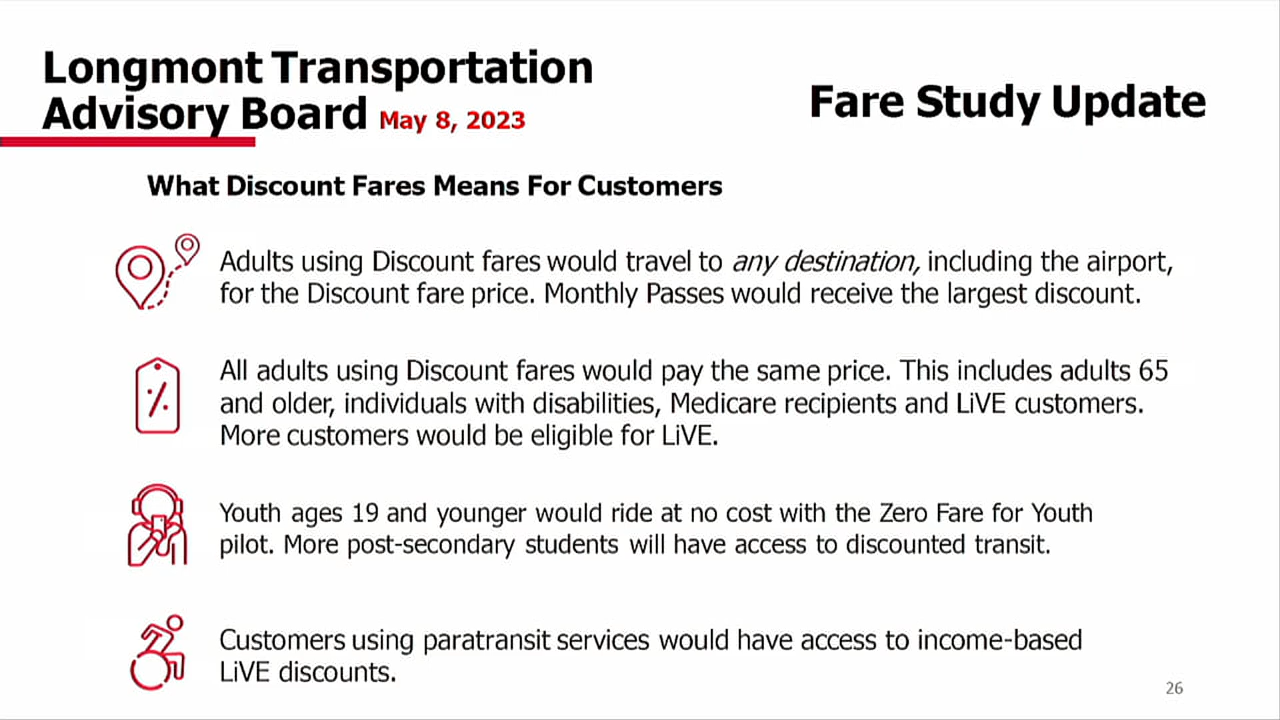 Longmont Transportation
Advisory Board May 8, 2023
Fare Study Update
What Discount Fares Means For Customers
Adults using Discount fares would travel to any destination, including the airport,
for the Discount fare price. Monthly Passes would receive the largest discount.
All adults using Discount fares would pay the same price. This includes adults 65
and older, individuals with disabilities, Medicare recipients and LiVE customers.
More customers would be eligible for LiVE.
Youth ages 19 and younger would ride at no cost with the Zero Fare for Youth
pilot. More post-secondary students will have access to discounted transit.
Customers using paratransit services would have access to income-based
LiVE discounts.
26